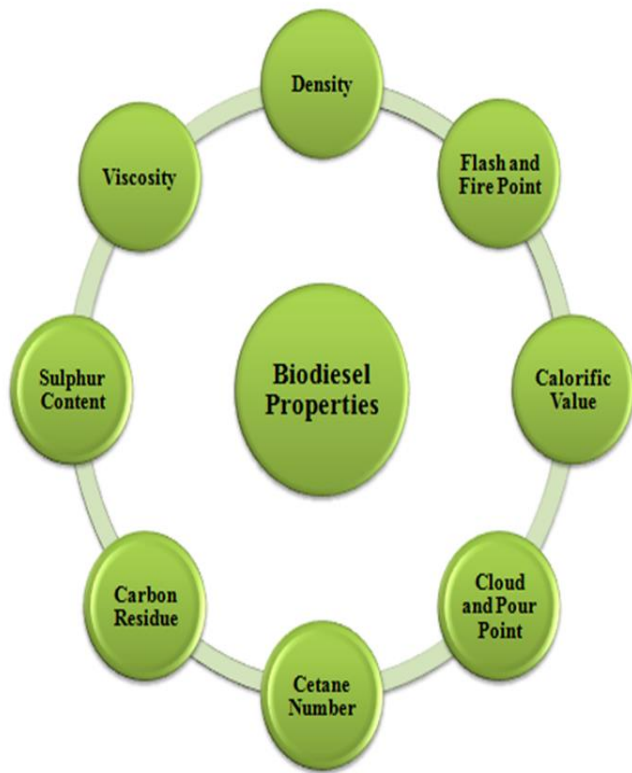 Density
Flash and
Fire Point
Calorific
Value
Cloud
and Pour
Point
Cetane
Number
Carbon
Residue
Sulphur
Content
Viscosity
Biodiesel
Properties